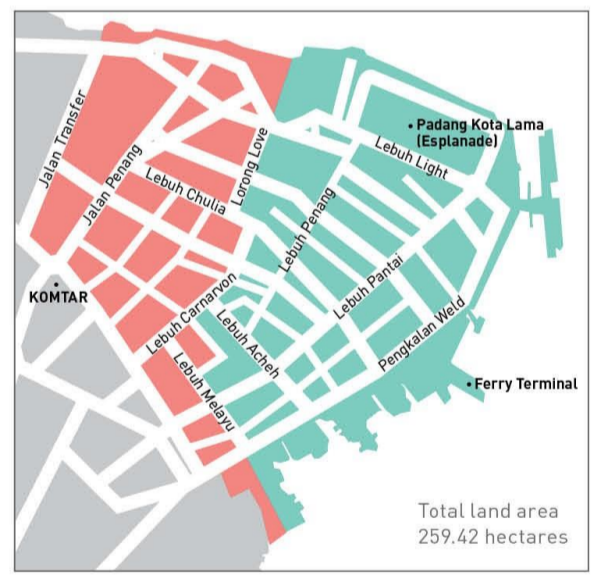 Jalan Transfer
Jalan Penang
Lebuh Chulia
Lorong Love
Padang Kota Lama
(Esplanade)
Lebuh Light
Lebuh Penang
Lebuh Pantai
KOMTAR
Lebuh Carnarvon
Lebuh Acheh
Pengkalan Weld
Lebuh Melayu
Ferry Terminal
Total land area
259.42 hectares